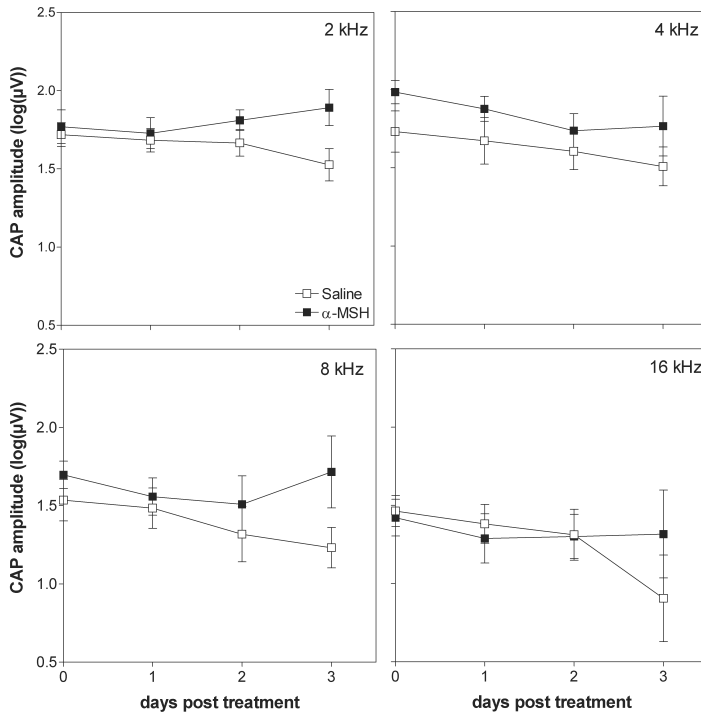 2.5
2 kHz
4 kHz
2.0
1.5
1.0
0.5
CAP amplitude (log(μV))
Saline
α-MSH
2.5
8 kHz
16 kHz
2.0
1.5
1.0
0.5
CAP amplitude (log(μV))
0 1 2 3 0 1 2 3
days post treatment days post treatment